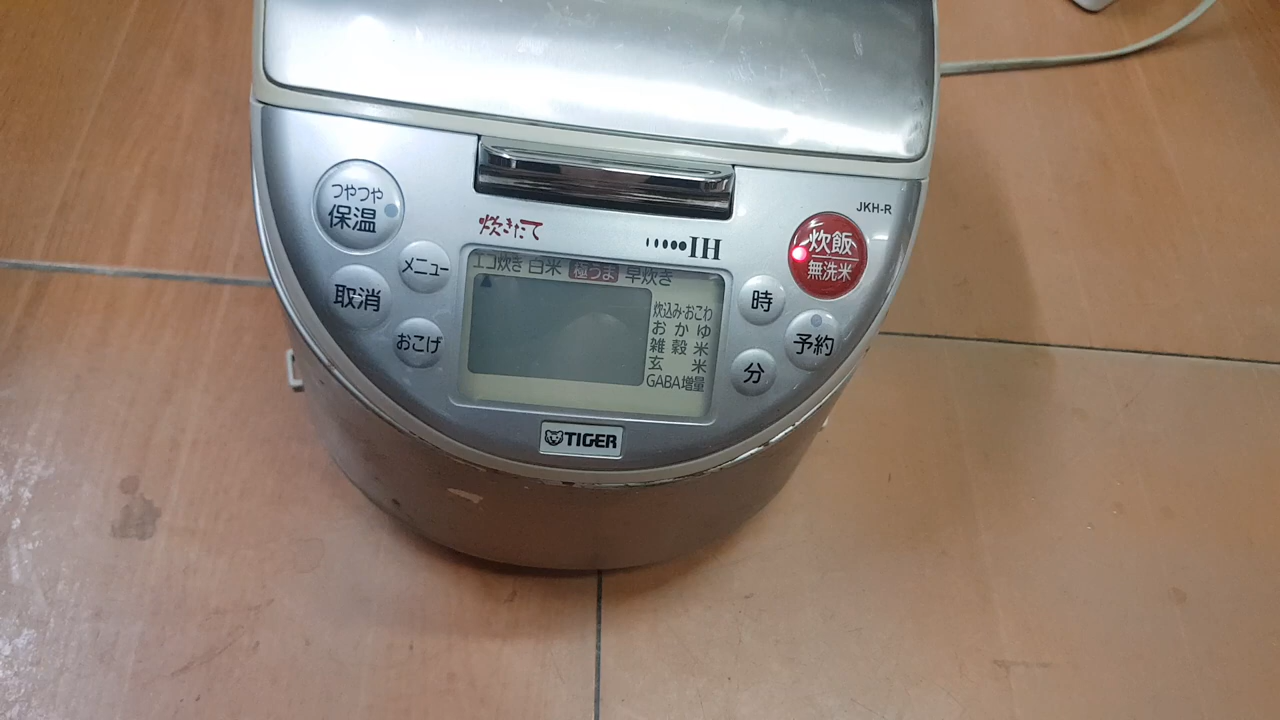 つやつや
保温
メニュー
取消
おこげ
炊きたて
IH
JKH-R
炊飯
無洗米
エコ炊き 白米 極うま 早炊き
炊込み・おこわ
おかゆ
雑穀米
玄米
GABA増量
時
予約
分
TIGER